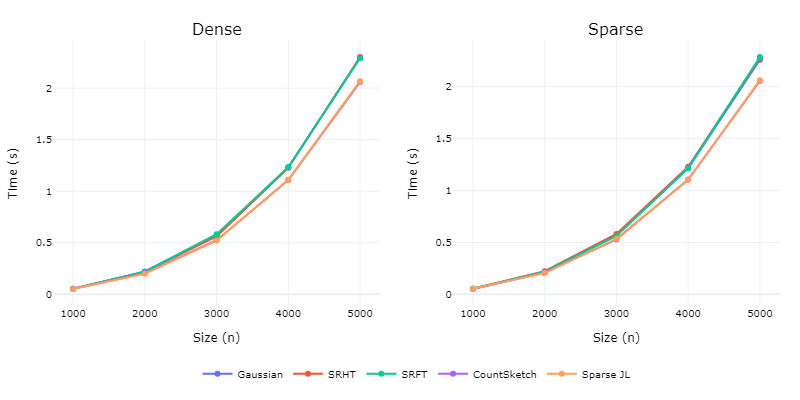 Dense
Sparse
TIme (s)
2
1.5
1
0.5
0
1000
2000
3000
4000
5000
Size (n)
TIme (s)
2
1.5
1
0.5
0
1000
2000
3000
4000
5000
Size (n)
Gaussian
SRHT
SRFT
CountSketch
Sparse JL